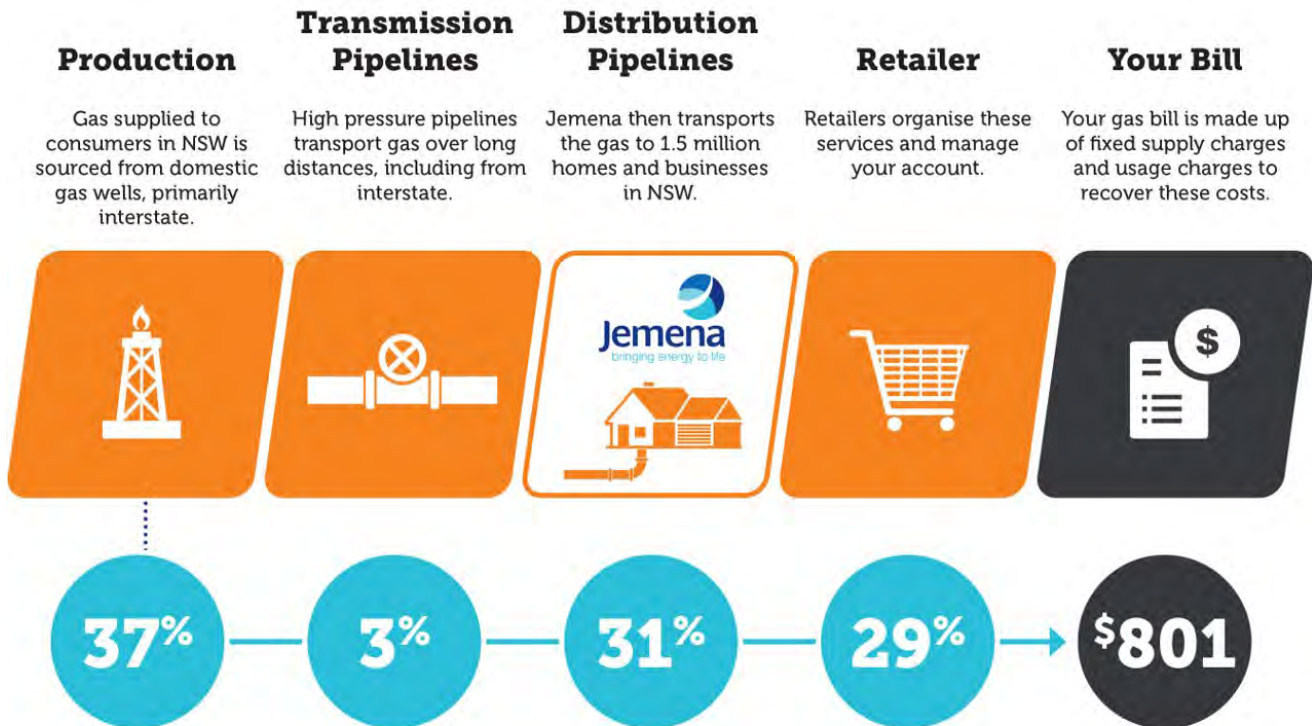 Production
Gas supplied to
consumers in NSW is
sourced from domestic
gas wells, primarily
interstate.
Transmission
Pipelines
High pressure pipelines
transport gas over long
distances, including from
interstate.
Distribution
Pipelines
Jemena then transports
the gas to 1.5 million
homes and businesses
in NSW.
Retailer
Retailers organise these
services and manage
your account.
Your Bill
Your gas bill is made up
of fixed supply charges
and usage charges to
recover these costs.
Jemena
bringing energy to life
$
37%
3%
31%
29%
$801